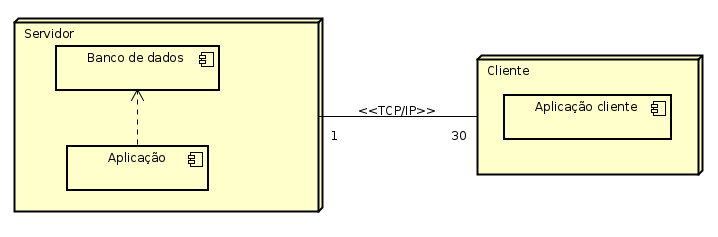 Servidor
Banco de dados
Aplicação
<<TCP/IP>>
1
30
Cliente
Aplicação cliente